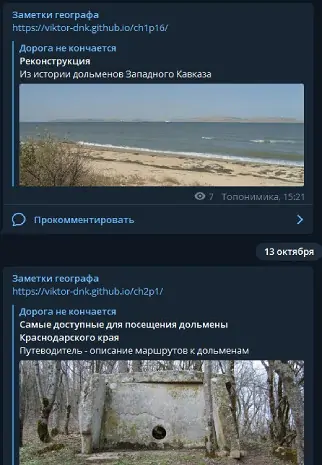 Заметки географа
https://viktor-dnk.github.io/ch1p16/
Дорога не кончается
Реконструкция
Из истории дольменов Западного Кавказа
7 Топонимика, 15:21
Прокомментировать
13 октября
Заметки географа
https://viktor-dnk.github.io/ch2p1/
Дорога не кончается
Самые доступные для посещения дольмены
Краснодарского края
Путеводитель - описание маршрутов к дольменам